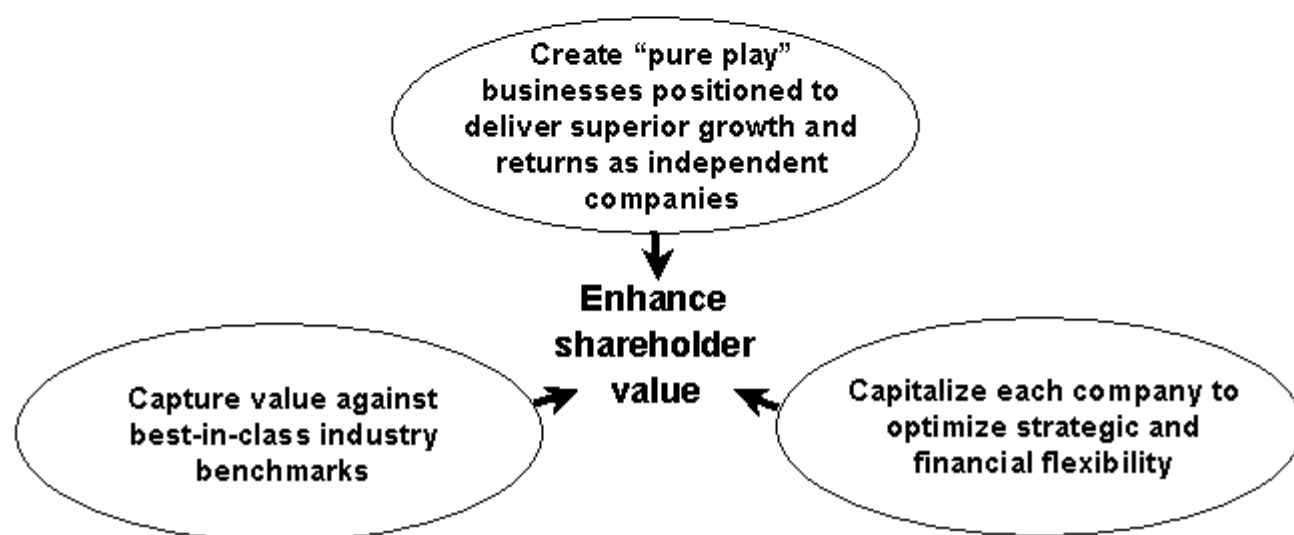 Create “pure play”
businesses positioned to
deliver superior growth and
returns as independent
companies
Enhance
shareholder
value
Capture value against
best-in-class industry
benchmarks
Capitalize each company to
optimize strategic and
financial flexibility